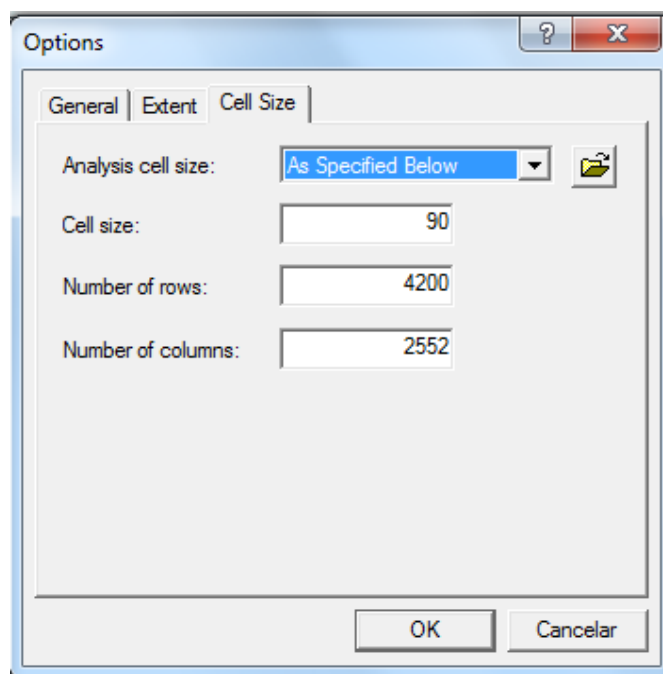 Options
General Extent Cell Size
Analysis cell size: As Specified Below
Cell size: 90
Number of rows: 4200
Number of columns: 2552
OK Cancelar